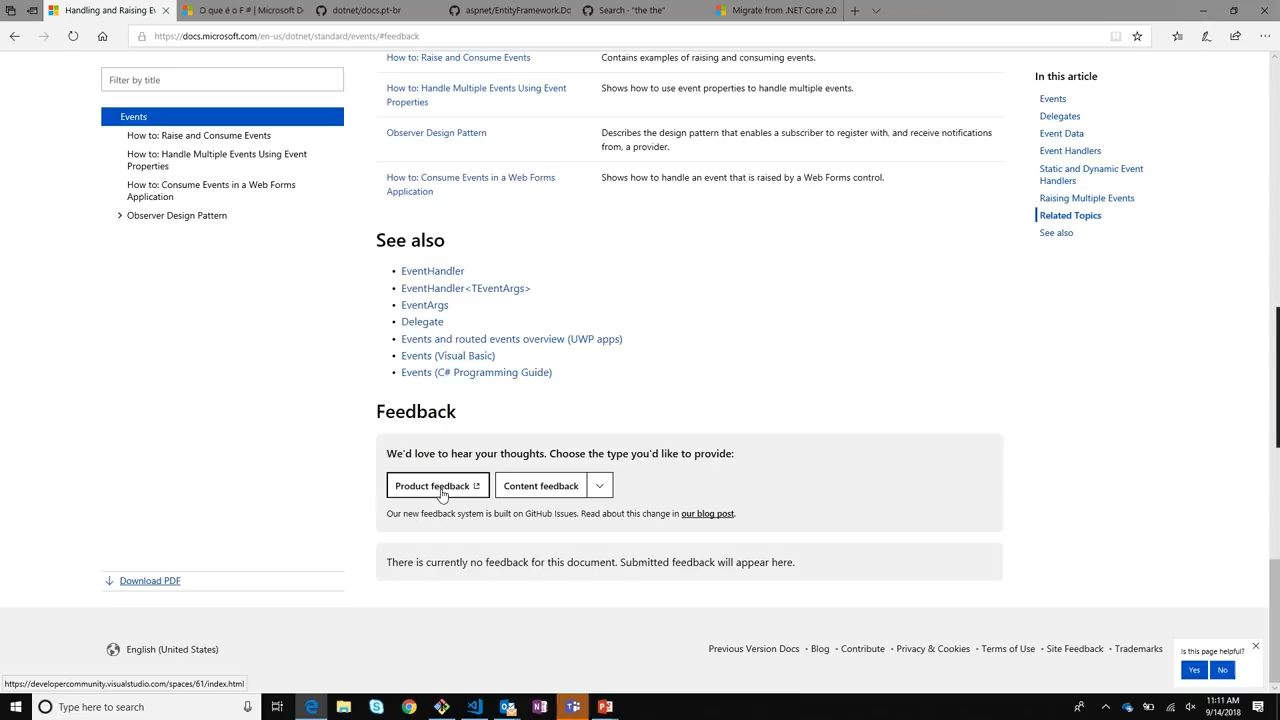 Handling and Raising Ev
O que é o F # | Microsoft Do
dotnet/docs.pt-br
aspnet/EntityFramework.Do
Search · "the the"
Migrate from .NET Core 2.0
https://docs.microsoft.com/en-us/dotnet/standard/events/#feedback
Filter by title
Events
How to: Raise and Consume Events
How to: Handle Multiple Events Using Event
Properties
How to: Consume Events in a Web Forms
Application
Observer Design Pattern
Download PDF
How to: Raise and Consume Events
Contains examples of raising and consuming events.
How to: Handle Multiple Events Using Event
Properties
Shows how to use event properties to handle multiple events.
Observer Design Pattern
Describes the design pattern that enables a subscriber to register with, and receive notifications
from, a provider.
How to: Consume Events in a Web Forms
Application
Shows how to handle an event that is raised by a Web Forms control.
See also
• EventHandler
• EventHandler<TEventArgs>
• EventArgs
• Delegate
• Events and routed events overview (UWP apps)
• Events (Visual Basic)
• Events (C# Programming Guide)
Feedback
We'd love to hear your thoughts. Choose the type you'd like to provide:
Product feedback
Content feedback
Our new feedback system is built on GitHub Issues. Read about this change in our blog post.
There is currently no feedback for this document. Submitted feedback will appear here.
In this article
Events
Delegates
Event Data
Event Handlers
Static and Dynamic Event
Handlers
Raising Multiple Events
Related Topics
See also
English (United States)
Previous Version Docs • Blog • Contribute • Privacy & Cookies • Terms of Use • Site Feedback • Trademarks
Is this page helpful?
Yes
No
https://developercommunity.visualstudio.com/spaces/61/index.html
Type here to search
11:11 AM
9/14/2018